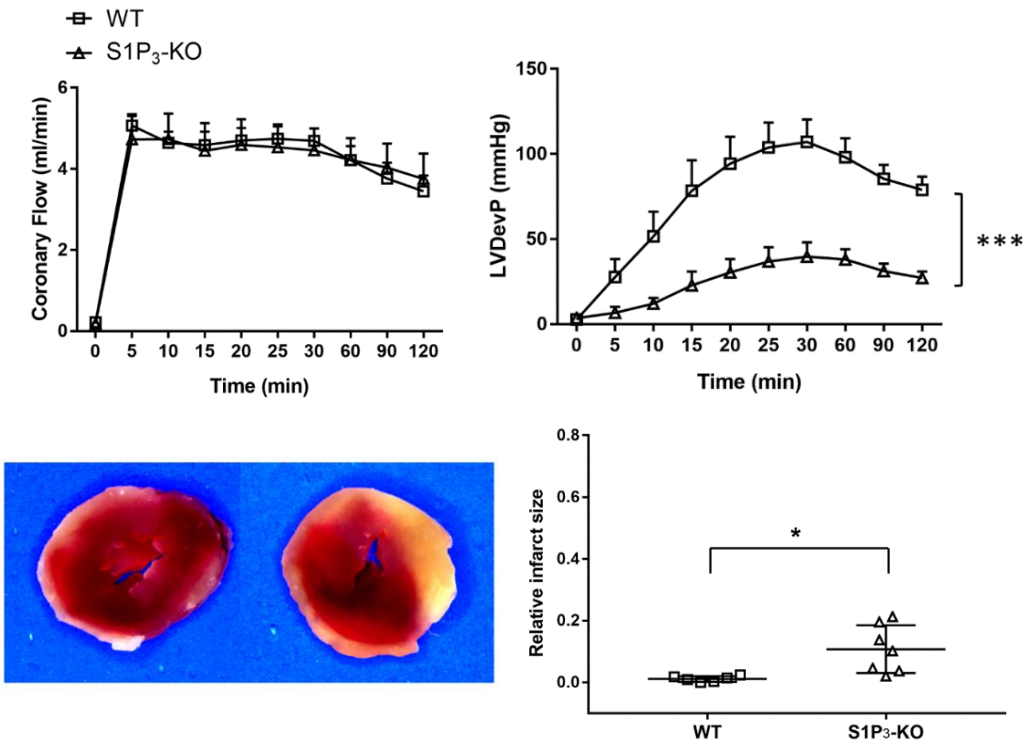 WT
S1P₃-KO
Coronary Flow (ml/min)
6
4
2
0
0 5 10 15 20 25 30 60 90 120
Time (min)
LVDevP (mmHg)
150
100
50
0
***
0 5 10 15 20 25 30 60 90 120
Time (min)
Relative infarct size
0.8
0.6
0.4
0.2
0.0
*
WT S1P₃-KO